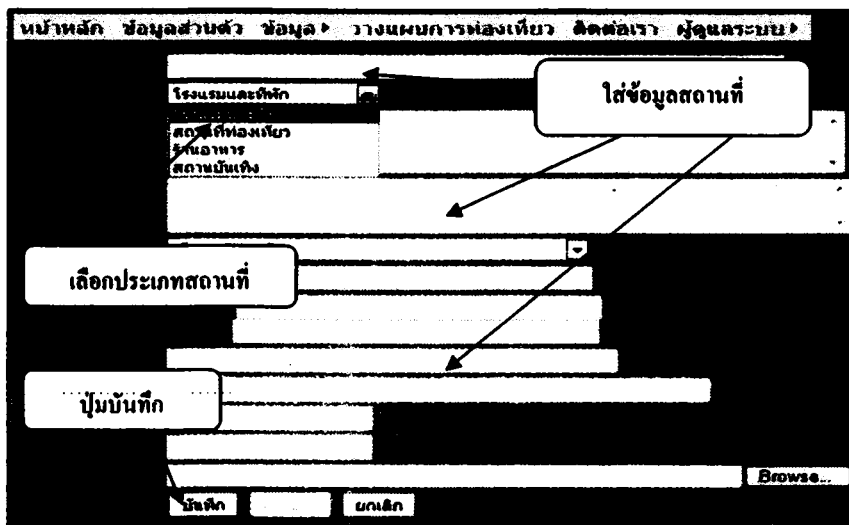 หน้าหลัก ข้อมูลส่วนตัว ข้อมูล วางแผนการท่องเที่ยว ติดต่อเรา ผู้ดูแลระบบ
ใส่ข้อมูลสถานที่
โรงแรมและที่พัก
สถานที่ท่องเที่ยว
ร้านอาหาร
สถานบันเทิง
เลือกประเภทสถานที่
ปุ่มบันทึก
Browse...
บันทึก ยกเลิก